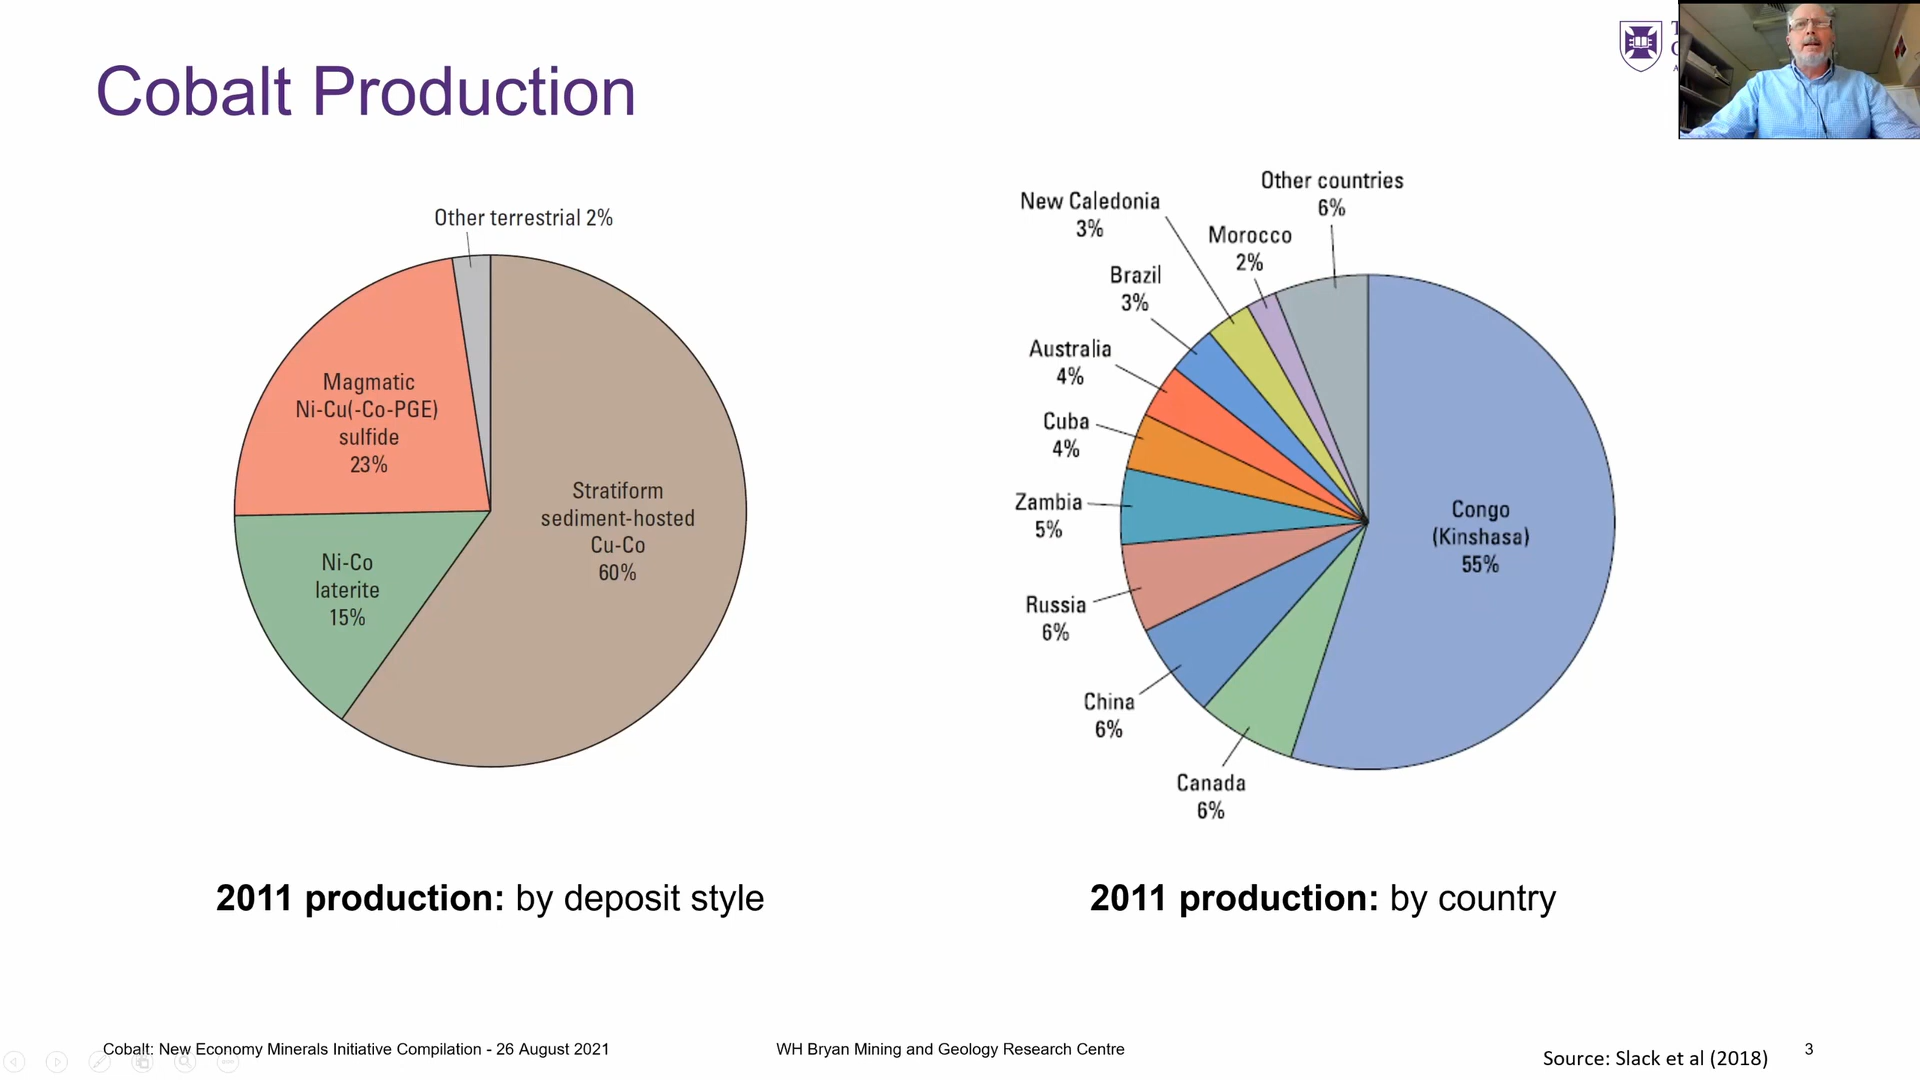 Cobalt Production
T
Other terrestrial 2%
Magmatic
Ni-Cu(-Co-PGE)
sulfide
23%
Ni-Co
laterite
15%
Stratiform
sediment-hosted
Cu-Co
60%
Other countries
6%
New Caledonia
3%
Morocco
2%
Brazil
3%
Australia
4%
Cuba
4%
Zambia
5%
Russia
6%
China
6%
Canada
6%
Congo
(Kinshasa)
55%
2011 production: by deposit style
2011 production: by country
Cobalt: New Economy Minerals Initiative Compilation - 26 August 2021
WH Bryan Mining and Geology Research Centre
Source: Slack et al (2018)
3